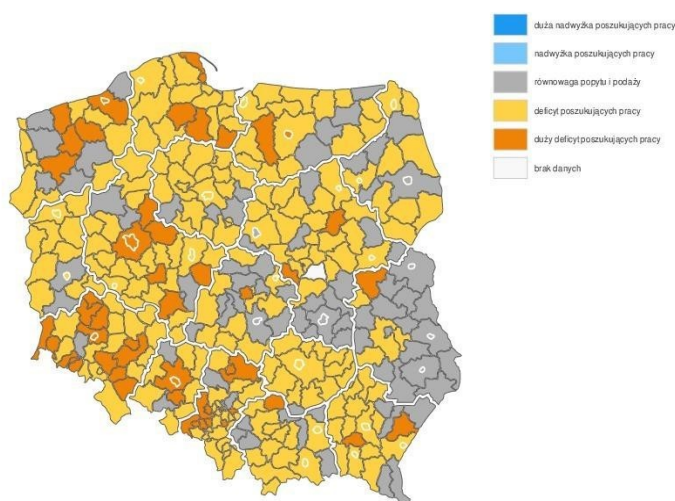 duża nadwyżka poszukujących pracy
nadwyżka poszukujących pracy
równowaga popytu i podaży
deficyt poszukujących pracy
duży deficyt poszukujących pracy
brak danych